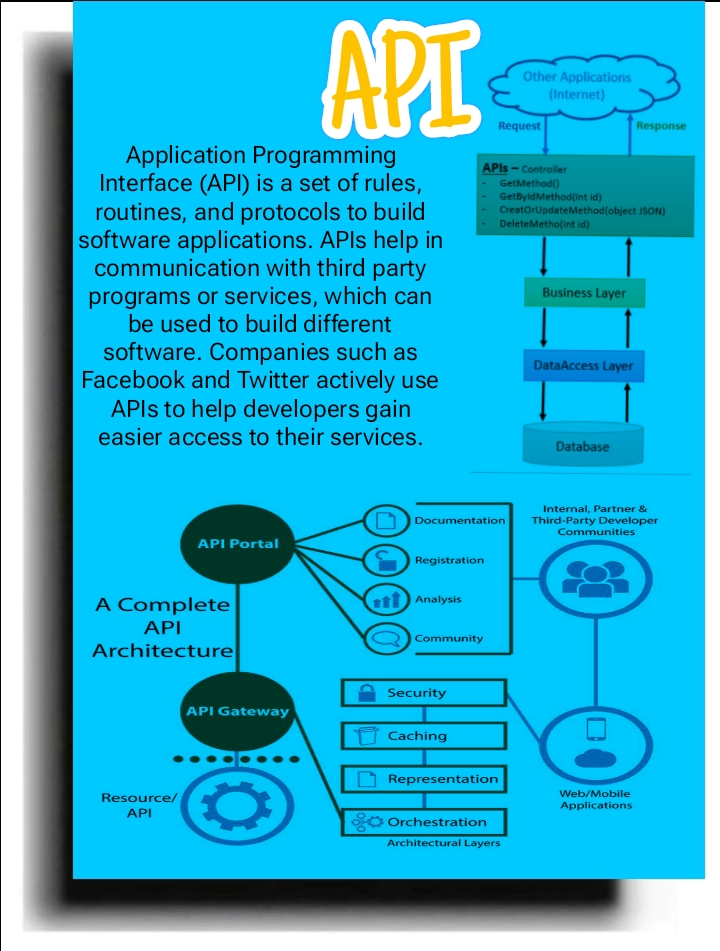 API
Application Programming
Interface (API) is a set of rules,
routines, and protocols to build
software applications. APIs help in
communication with third party
programs or services, which can
be used to build different
software. Companies such as
Facebook and Twitter actively use
APIs to help developers gain
easier access to their services.
Other Applications
(Internet)
Request
Response
APIs – Controller
- GetMethod()
- GetByIdMethod(int id)
- CreatOrUpdateMethod(object JSON)
- DeleteMetho(int id)
Business Layer
DataAccess Layer
Database
API Portal
Documentation
Registration
Analysis
Community
Internal, Partner &
Third-Party Developer
Communities
A Complete
API
Architecture
API Gateway
Resource/
API
Security
Caching
Representation
Orchestration
Architectural Layers
Web/Mobile
Applications